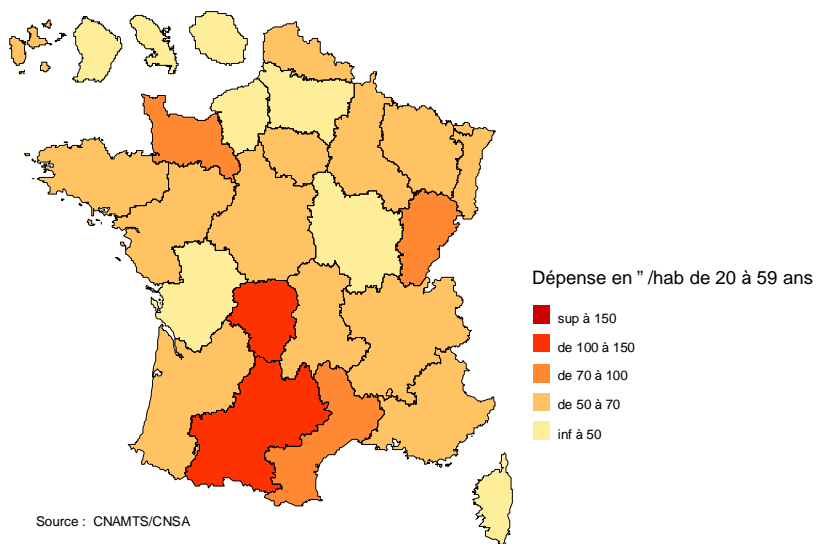 Dépense en ” /hab de 20 à 59 ans
sup à 150
de 100 à 150
de 70 à 100
de 50 à 70
inf à 50
Source : CNAMTS/CNSA